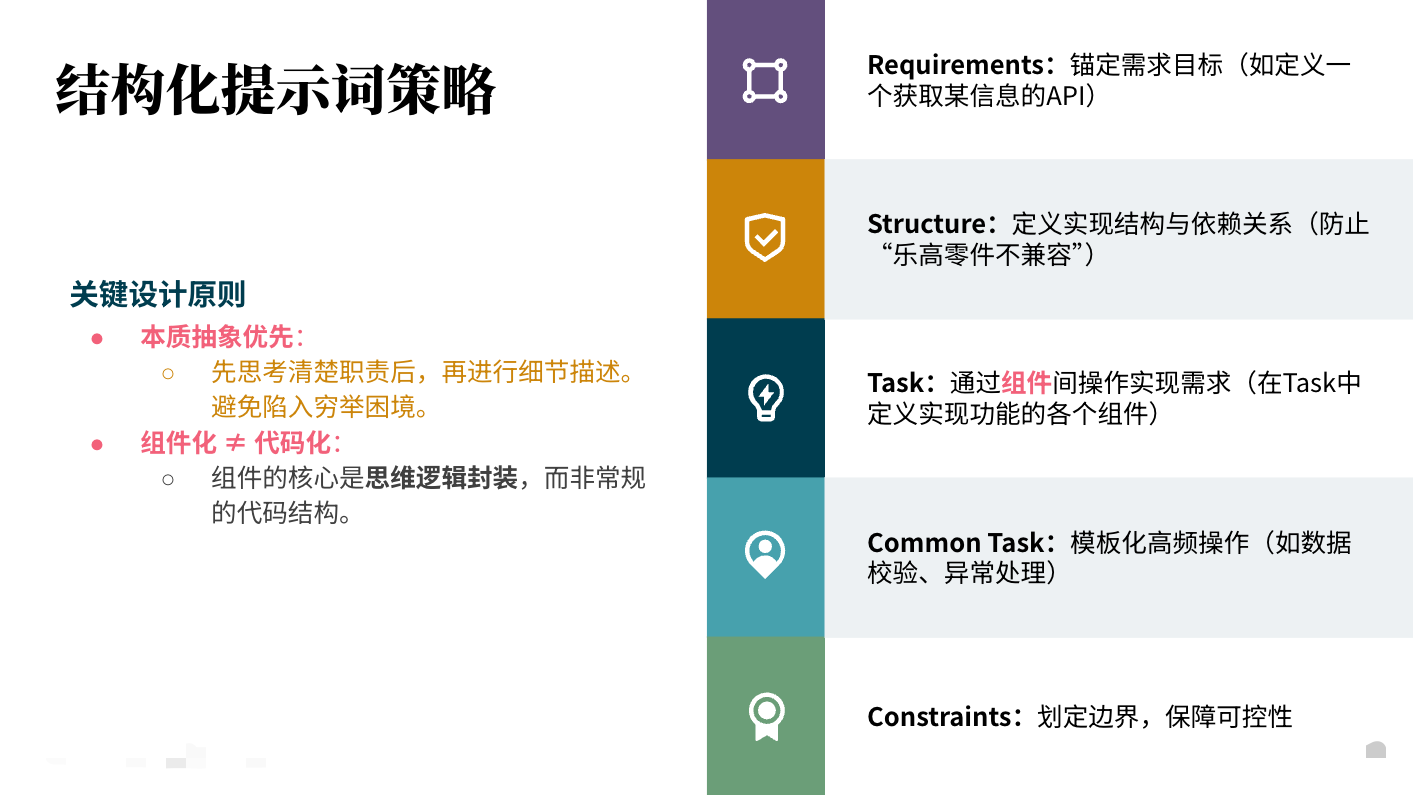 结构化提示词策略
关键设计原则
● 本质抽象优先：
○ 先思考清楚职责后，再进行细节描述。
避免陷入穷举困境。
● 组件化 ≠ 代码化：
○ 组件的核心是思维逻辑封装，而非常规
的代码结构。
Requirements：锚定需求目标（如定义一
个获取某信息的API）
Structure：定义实现结构与依赖关系（防止
“乐高零件不兼容”）
Task：通过组件间操作实现需求（在Task中
定义实现功能的各个组件）
Common Task：模板化高频操作（如数据
校验、异常处理）
Constraints：划定边界，保障可控性